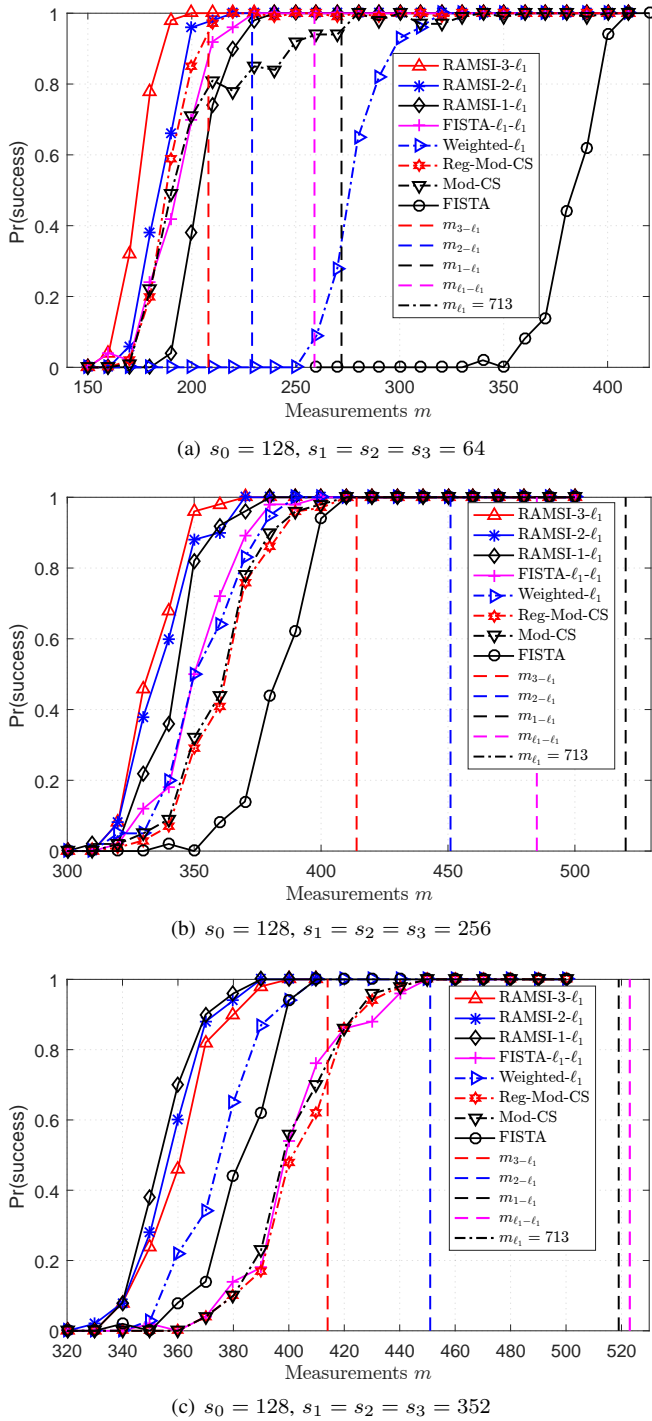 1
0.8
0.6
0.4
0.2
0
Pr(success)
RAMSI-3-ℓ₁
RAMSI-2-ℓ₁
RAMSI-1-ℓ₁
FISTA-ℓ₁-ℓ₁
Weighted-ℓ₁
Reg-Mod-CS
Mod-CS
FISTA
m₃₋ℓ₁
m₂₋ℓ₁
m₁₋ℓ₁
mℓ₁₋ℓ₁
mℓ₁ = 713
150 200 250 300 350 400
Measurements m
(a) s₀ = 128, s₁ = s₂ = s₃ = 64
1
0.8
0.6
0.4
0.2
0
Pr(success)
RAMSI-3-ℓ₁
RAMSI-2-ℓ₁
RAMSI-1-ℓ₁
FISTA-ℓ₁-ℓ₁
Weighted-ℓ₁
Reg-Mod-CS
Mod-CS
FISTA
m₃₋ℓ₁
m₂₋ℓ₁
m₁₋ℓ₁
mℓ₁₋ℓ₁
mℓ₁ = 713
300 350 400 450 500
Measurements m
(b) s₀ = 128, s₁ = s₂ = s₃ = 256
1
0.8
0.6
0.4
0.2
0
Pr(success)
RAMSI-3-ℓ₁
RAMSI-2-ℓ₁
RAMSI-1-ℓ₁
FISTA-ℓ₁-ℓ₁
Weighted-ℓ₁
Reg-Mod-CS
Mod-CS
FISTA
m₃₋ℓ₁
m₂₋ℓ₁
m₁₋ℓ₁
mℓ₁₋ℓ₁
mℓ₁ = 713
320 340 360 380 400 420 440 460 480 500 520
Measurements m
(c) s₀ = 128, s₁ = s₂ = s₃ = 352